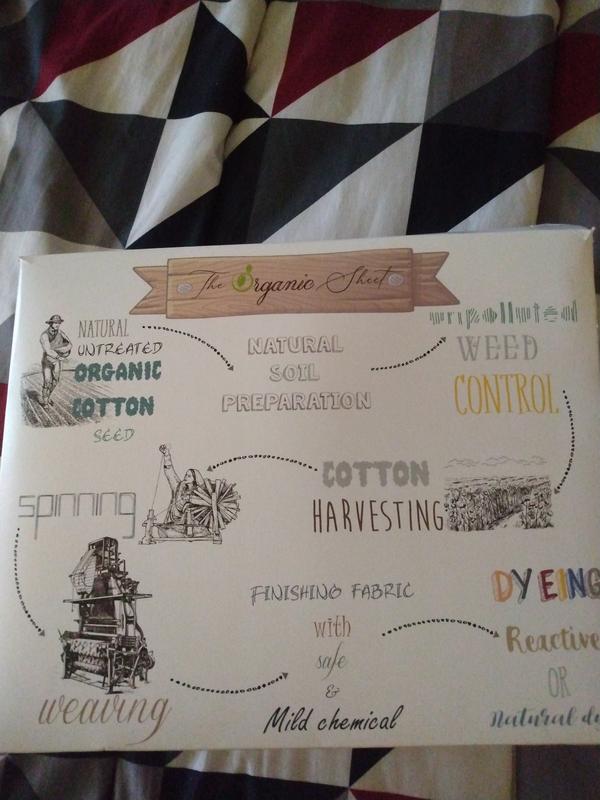 The Organic Sheet
NATURAL
UNTREATED
ORGANIC
COTTON
SEED
NATURAL
SOIL
PREPARATION
unpolluted
WEED
CONTROL
COTTON
HARVESTING
spinning
weaving
FINISHING FABRIC
with
safe
&
Mild chemical
DYEING
Reactive
OR
Natural